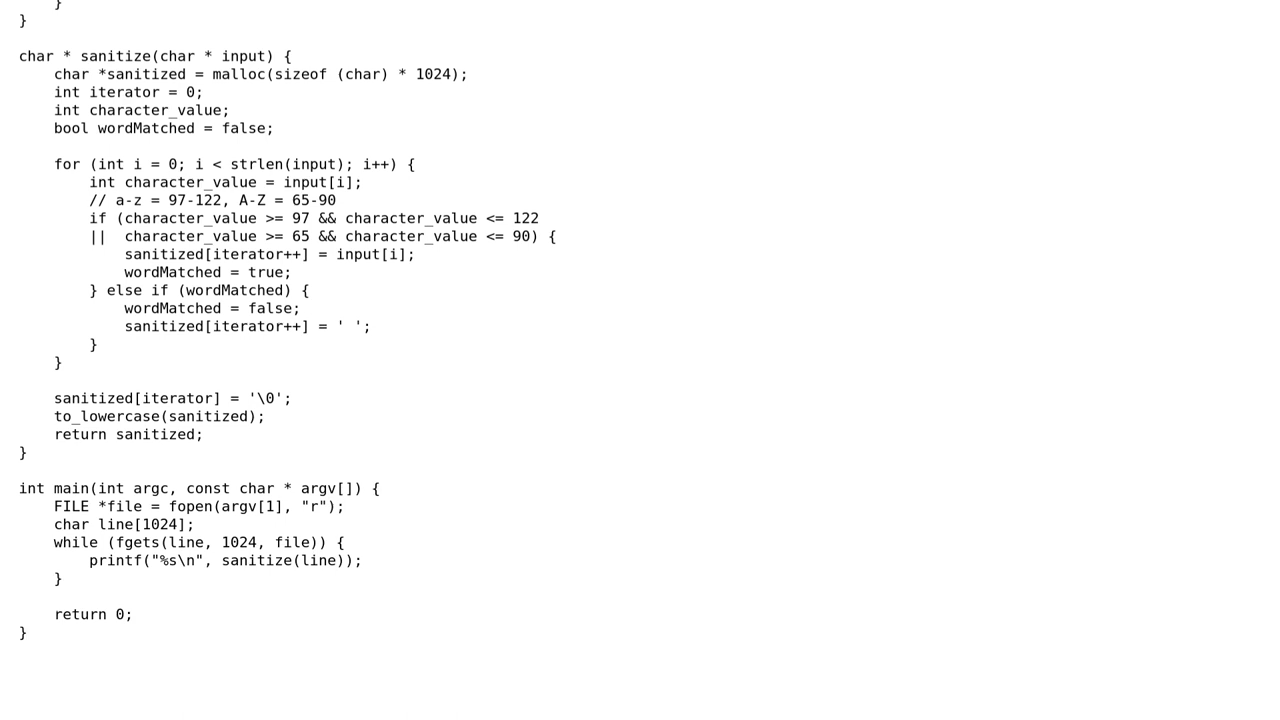 }
}

char * sanitize(char * input) {
    char *sanitized = malloc(sizeof (char) * 1024);
    int iterator = 0;
    int character_value;
    bool wordMatched = false;

    for (int i = 0; i < strlen(input); i++) {
        int character_value = input[i];
        // a-z = 97-122, A-Z = 65-90
        if (character_value >= 97 && character_value <= 122
        ||  character_value >= 65 && character_value <= 90) {
            sanitized[iterator++] = input[i];
            wordMatched = true;
        } else if (wordMatched) {
            wordMatched = false;
            sanitized[iterator++] = ' ';
        }
    }

    sanitized[iterator] = '\0';
    to_lowercase(sanitized);
    return sanitized;
}

int main(int argc, const char * argv[]) {
    FILE *file = fopen(argv[1], "r");
    char line[1024];
    while (fgets(line, 1024, file)) {
        printf("%s\n", sanitize(line));
    }

    return 0;
}